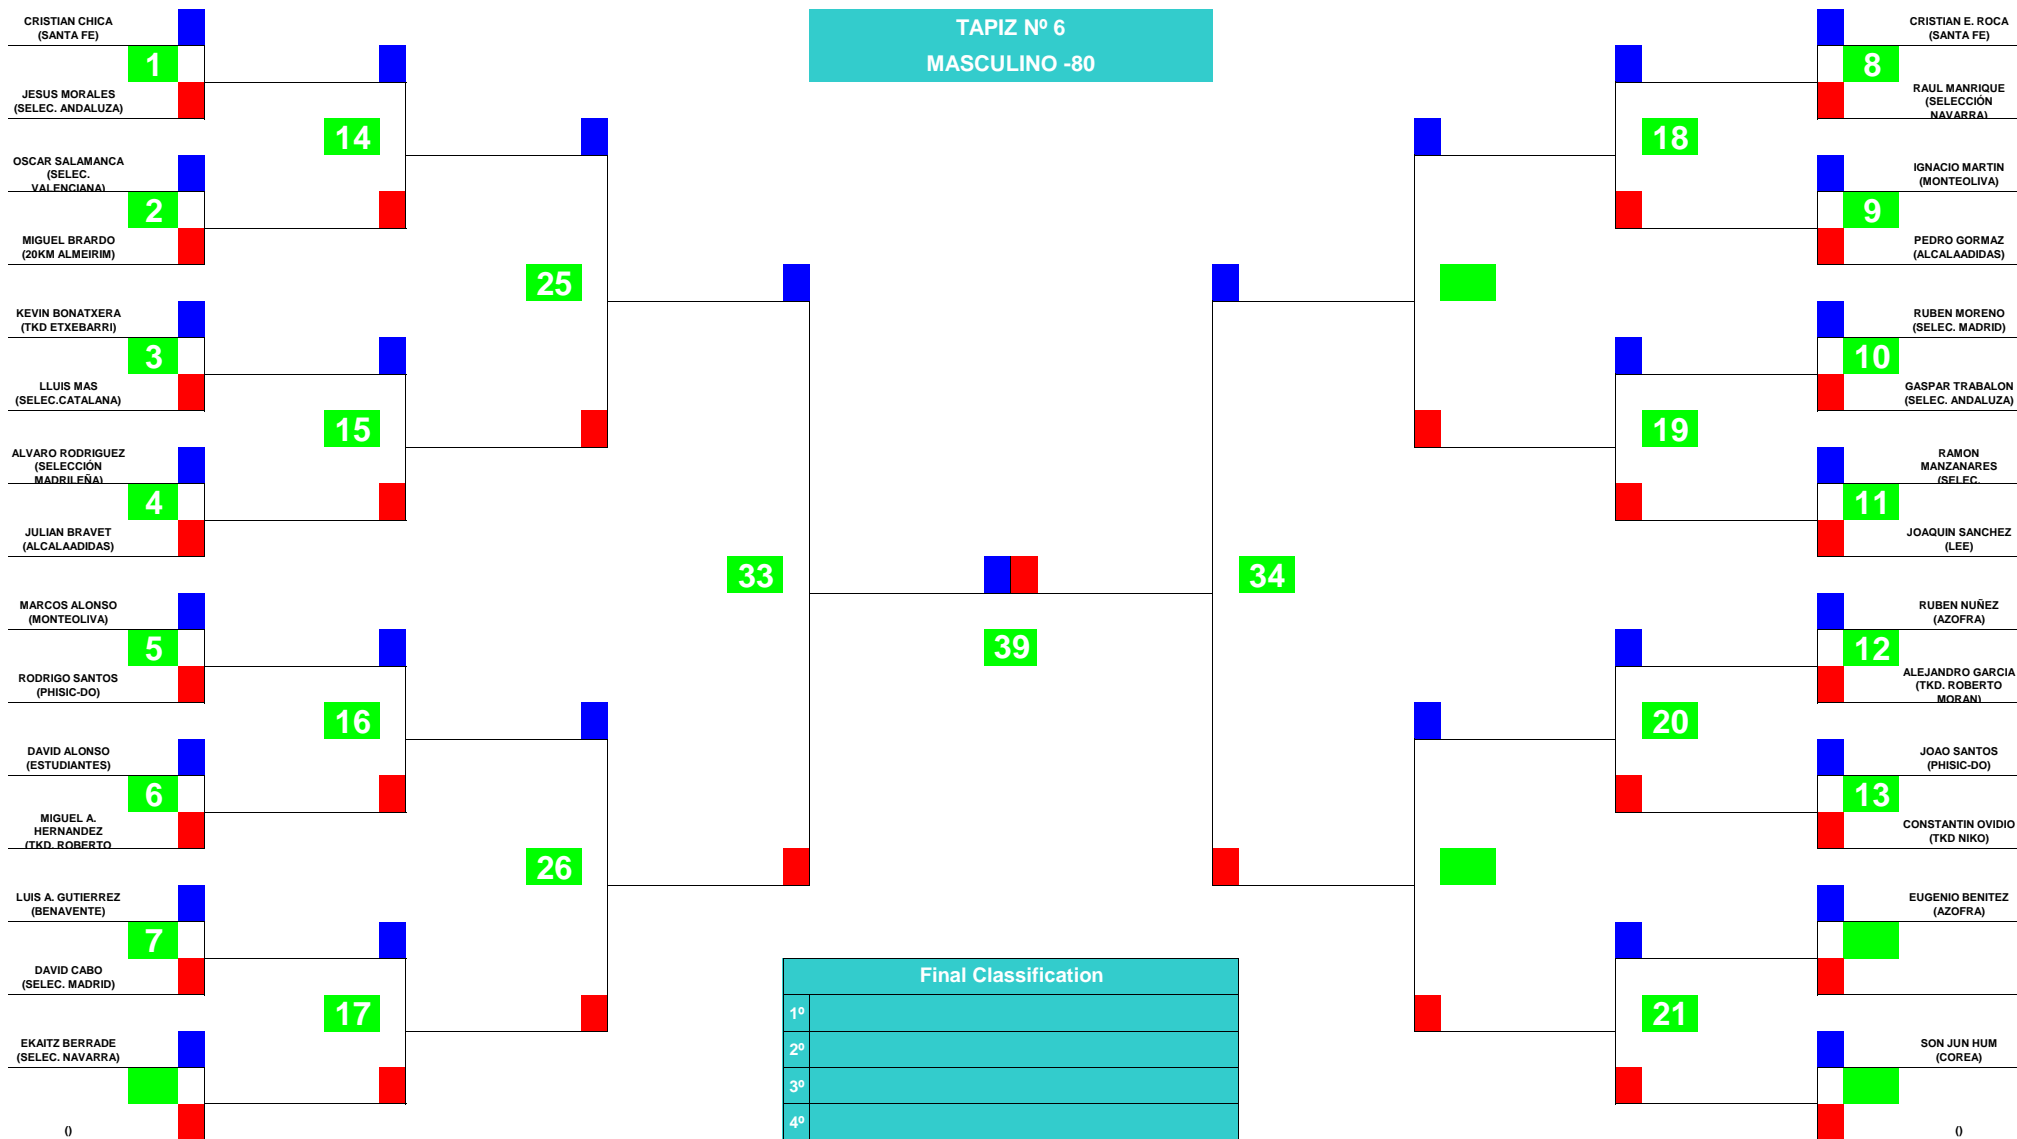 TAPIZ Nº 6
MASCULINO -80
CRISTIAN CHICA
(SANTA FE)
1
JESUS MORALES
(SELEC. ANDALUZA)
14
OSCAR SALAMANCA
(SELEC.
VALENCIANA)
2
MIGUEL BRARDO
(20KM ALMEIRIM)
25
KEVIN BONATXERA
(TKD ETXEBARRI)
3
LLUIS MAS
(SELEC.CATALANA)
15
ALVARO RODRIGUEZ
(SELECCIÓN
MADRILEÑA)
4
JULIAN BRAVET
(ALCALAADIDAS)
33
MARCOS ALONSO
(MONTEOLIVA)
5
RODRIGO SANTOS
(PHISIC-DO)
16
DAVID ALONSO
(ESTUDIANTES)
6
MIGUEL A.
HERNANDEZ
(TKD. ROBERTO
26
LUIS A. GUTIERREZ
(BENAVENTE)
7
DAVID CABO
(SELEC. MADRID)
17
EKAITZ BERRADE
(SELEC. NAVARRA)
()
39
CRISTIAN E. ROCA
(SANTA FE)
8
RAUL MANRIQUE
(SELECCIÓN
NAVARRA)
18
IGNACIO MARTIN
(MONTEOLIVA)
9
PEDRO GORMAZ
(ALCALAADIDAS)
RUBEN MORENO
(SELEC. MADRID)
10
GASPAR TRABALON
(SELEC. ANDALUZA)
19
RAMON
MANZANARES
(SELEC.
11
JOAQUIN SANCHEZ
(LEE)
34
RUBEN NUÑEZ
(AZOFRA)
12
ALEJANDRO GARCIA
(TKD. ROBERTO
MORAN)
20
JOAO SANTOS
(PHISIC-DO)
13
CONSTANTIN OVIDIO
(TKD NIKO)
EUGENIO BENITEZ
(AZOFRA)
21
SON JUN HUM
(COREA)
()
Final Classification
1º
2º
3º
4º